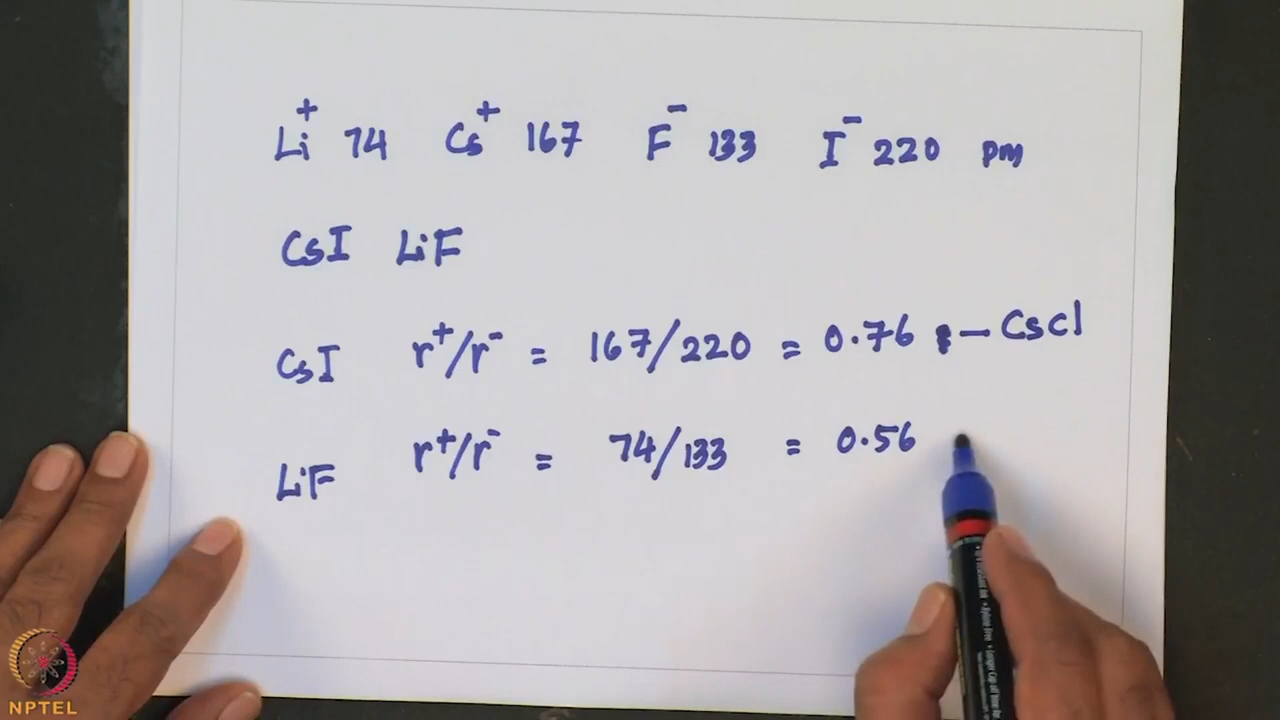 Li⁺ 74 Cs⁺ 167 F⁻ 133 I⁻ 220 pm
CsI LiF
CsI r⁺/r⁻ = 167/220 = 0.76 – CsCl
LiF r⁺/r⁻ = 74/133 = 0.56
NPTEL